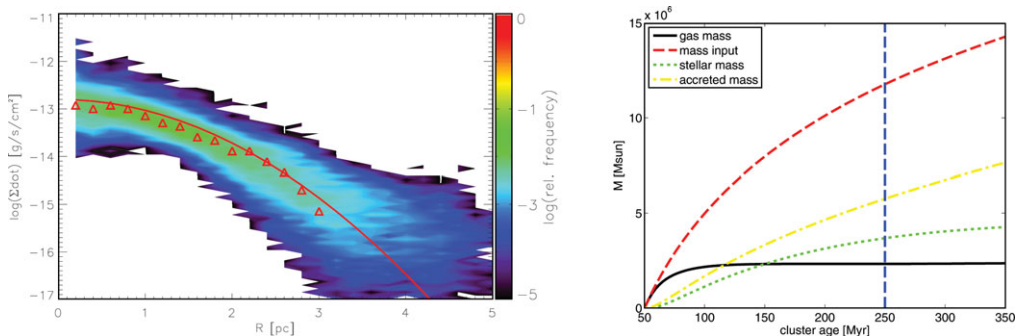 −11
−12
−13
−14
−15
−16
−17
log(Σdot) [g/s/cm²]
0 1 2 3 4 5
R [pc]
0
−1
−5
log(rel. frequency)
x 10⁶
15
10
5
0
M [Msun]
gas mass
mass input
stellar mass
accreted mass
50 100 150 200 250 300 350
cluster age [Myr]